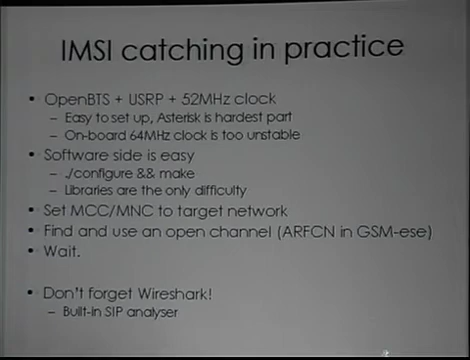 IMSI catching in practice
• OpenBTS + USRP + 52MHz clock
– Easy to set up, Asterisk is hardest part
– On-board 64MHz clock is too unstable
• Software side is easy
– ./configure && make
– Libraries are the only difficulty
• Set MCC/MNC to target network
• Find and use an open channel (ARFCN in GSM-ese)
• Wait.
• Don't forget Wireshark!
– Built-in SIP analyser